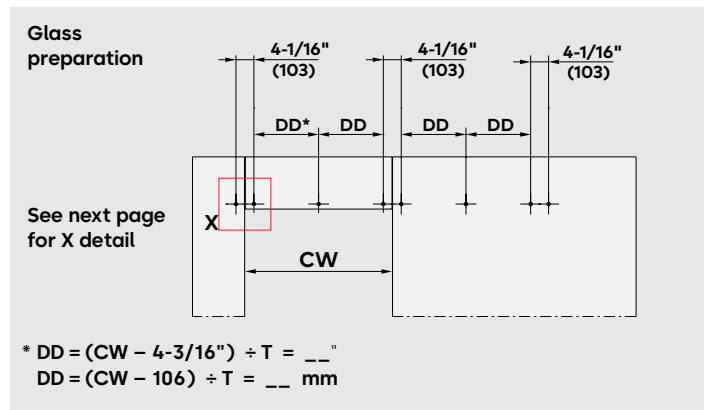 Glass
preparation
4-1/16"
(103)
4-1/16"
(103)
4-1/16"
(103)
DD*
DD
DD
DD
See next page
for X detail
X
CW
* DD = (CW – 4-3/16") ÷ T = __"
DD = (CW – 106) ÷ T = __ mm